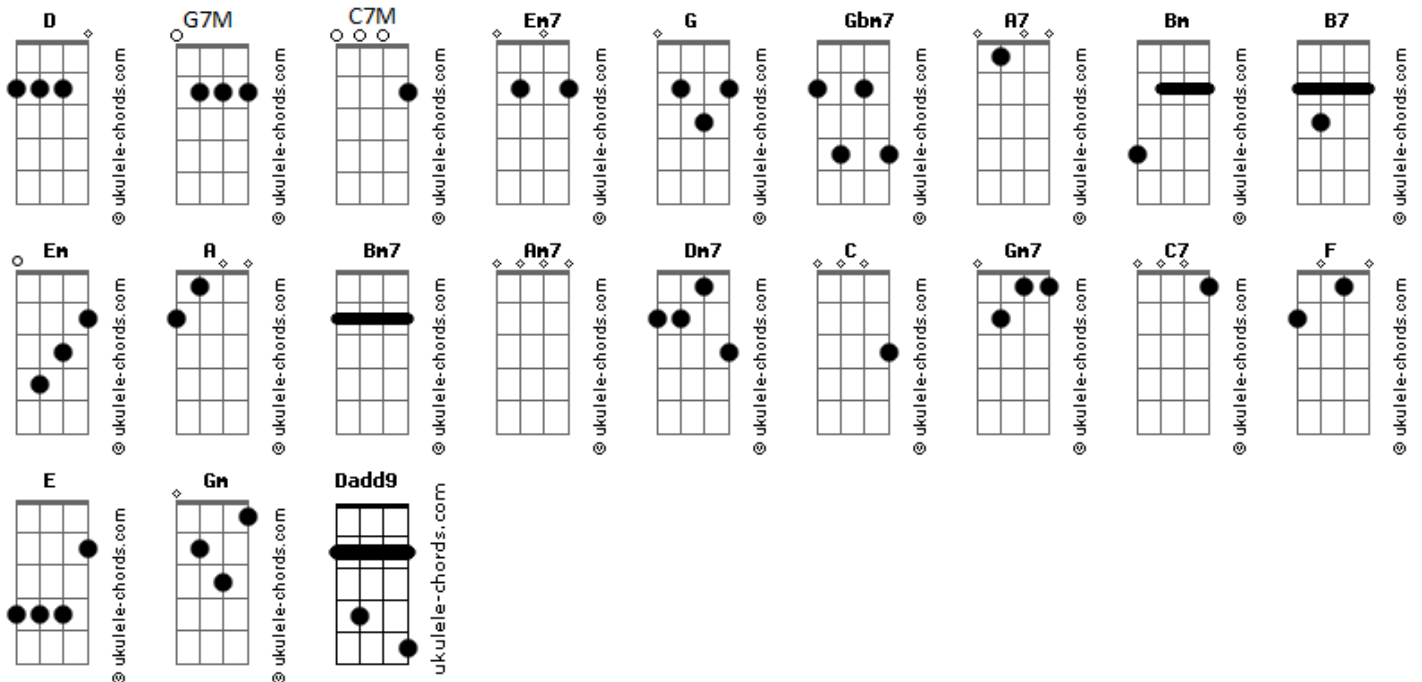 D G7M C7M Em7 G Gbm7 A7 Bm B7
© ukulele-chords.com © ukulele-chords.com © ukulele-chords.com © ukulele-chords.com © ukulele-chords.com © ukulele-chords.com © ukulele-chords.com © ukulele-chords.com © ukulele-chords.com
Em A Bm7 Am7 Dm7 C Gm7 C7 F
© ukulele-chords.com © ukulele-chords.com © ukulele-chords.com © ukulele-chords.com © ukulele-chords.com © ukulele-chords.com © ukulele-chords.com © ukulele-chords.com © ukulele-chords.com
E Gm Dadd9
© ukulele-chords.com © ukulele-chords.com ukulele-chords.com